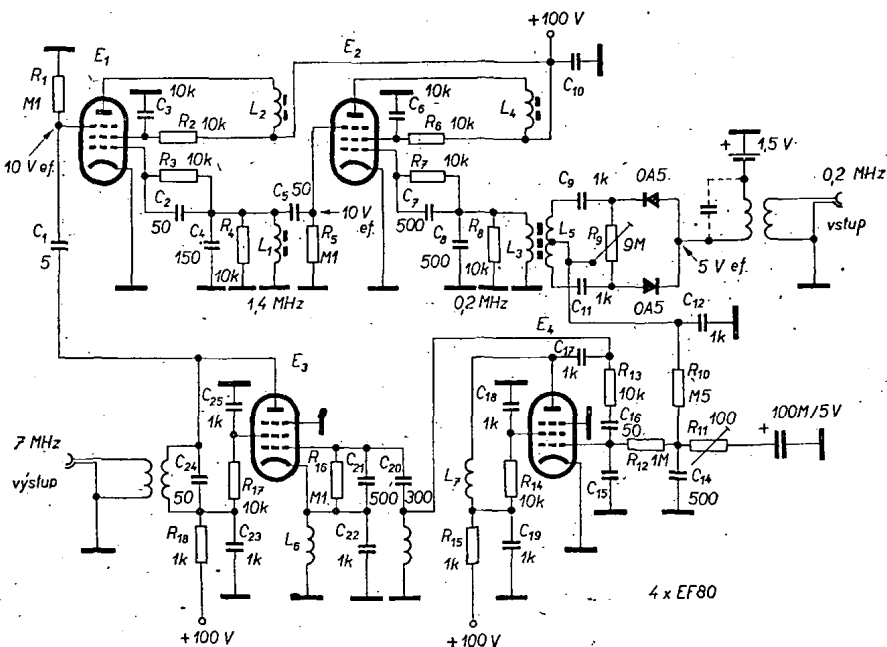 +100 V
E1
E2
R1
M1
10k
C3
R2 10k
L2
10k
C6
R6 10k
L4
C10
10 V ef.
R3
10k
C2
50
C4
150
R4
10k
L1
C5
50
10 V
ef.
R5
M1
R7
10k
C7
500
C8
500
R8
10k
L3
C9
1k
L5
R9
9M
C11
1k
OA5
OA5
+
1,5 V
0,2 MHz
vstup
5 V ef.
C1
5
1,4 MHz
0,2 MHz
C12
1k
E3
E4
C25
1k
C17
1k
R13
10k
R10
M5
C18
1k
C16
50
R11
100
+
100M/5V
7 MHz
výstup
C24
50
R17
10k
R16
M1
C21
500
C20
300
L7
R14
10k
C15
R12 1M
C14
500
R18
1k
C23
1k
L6
C22
1k
R15
1k
C19
1k
4 x EF80
+100 V
+100 V